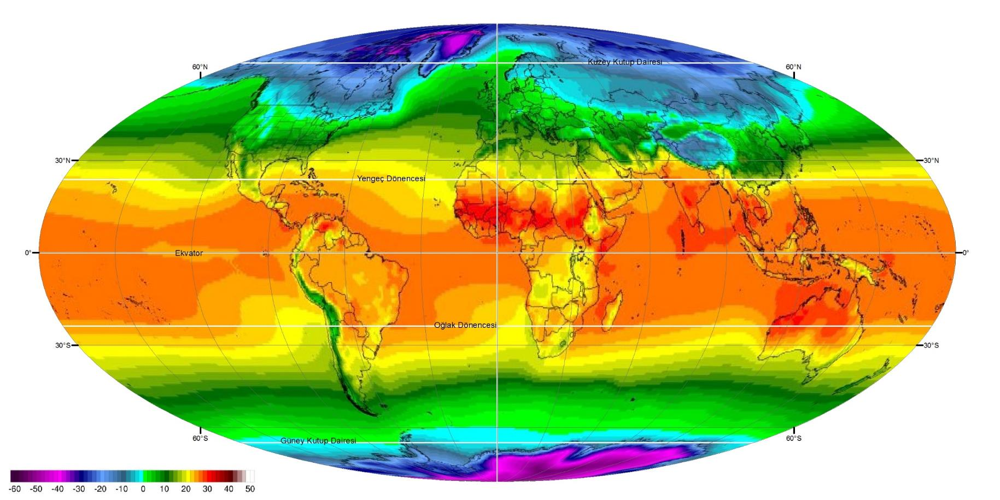 Kuzey Kutup Dairesi
60°N
60°N
30°N
30°N
Yengeç Dönencesi
0°
Ekvator
0°
Oğlak Dönencesi
30°S
30°S
60°S
Güney Kutup Dairesi
60°S
-60 -50 -40 -30 -20 -10 0 10 20 30 40 50